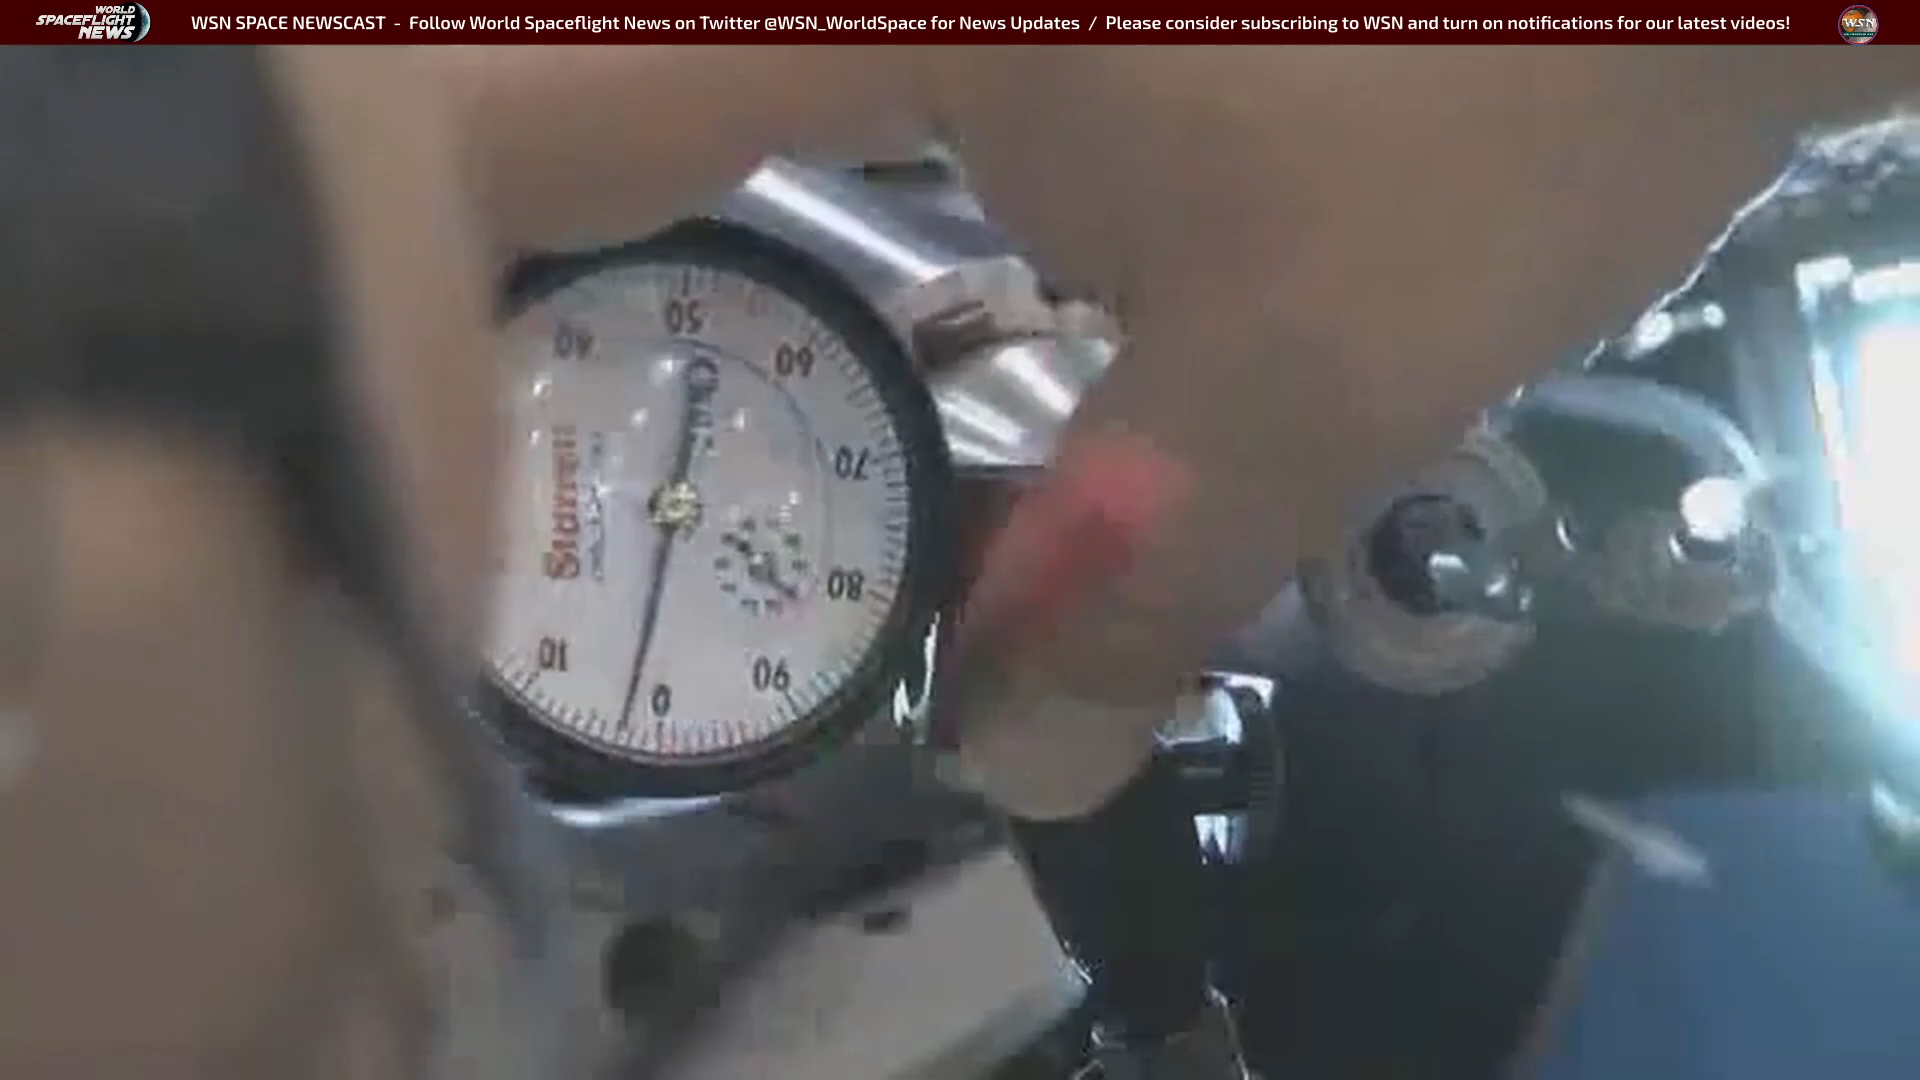 WORLD
SPACEFLIGHT
NEWS
WSN SPACE NEWSCAST - Follow World Spaceflight News on Twitter @WSN_WorldSpace for News Updates / Please consider subscribing to WSN and turn on notifications for our latest videos!
WSN
50
40
60
70
80
90
0
10
Starrett